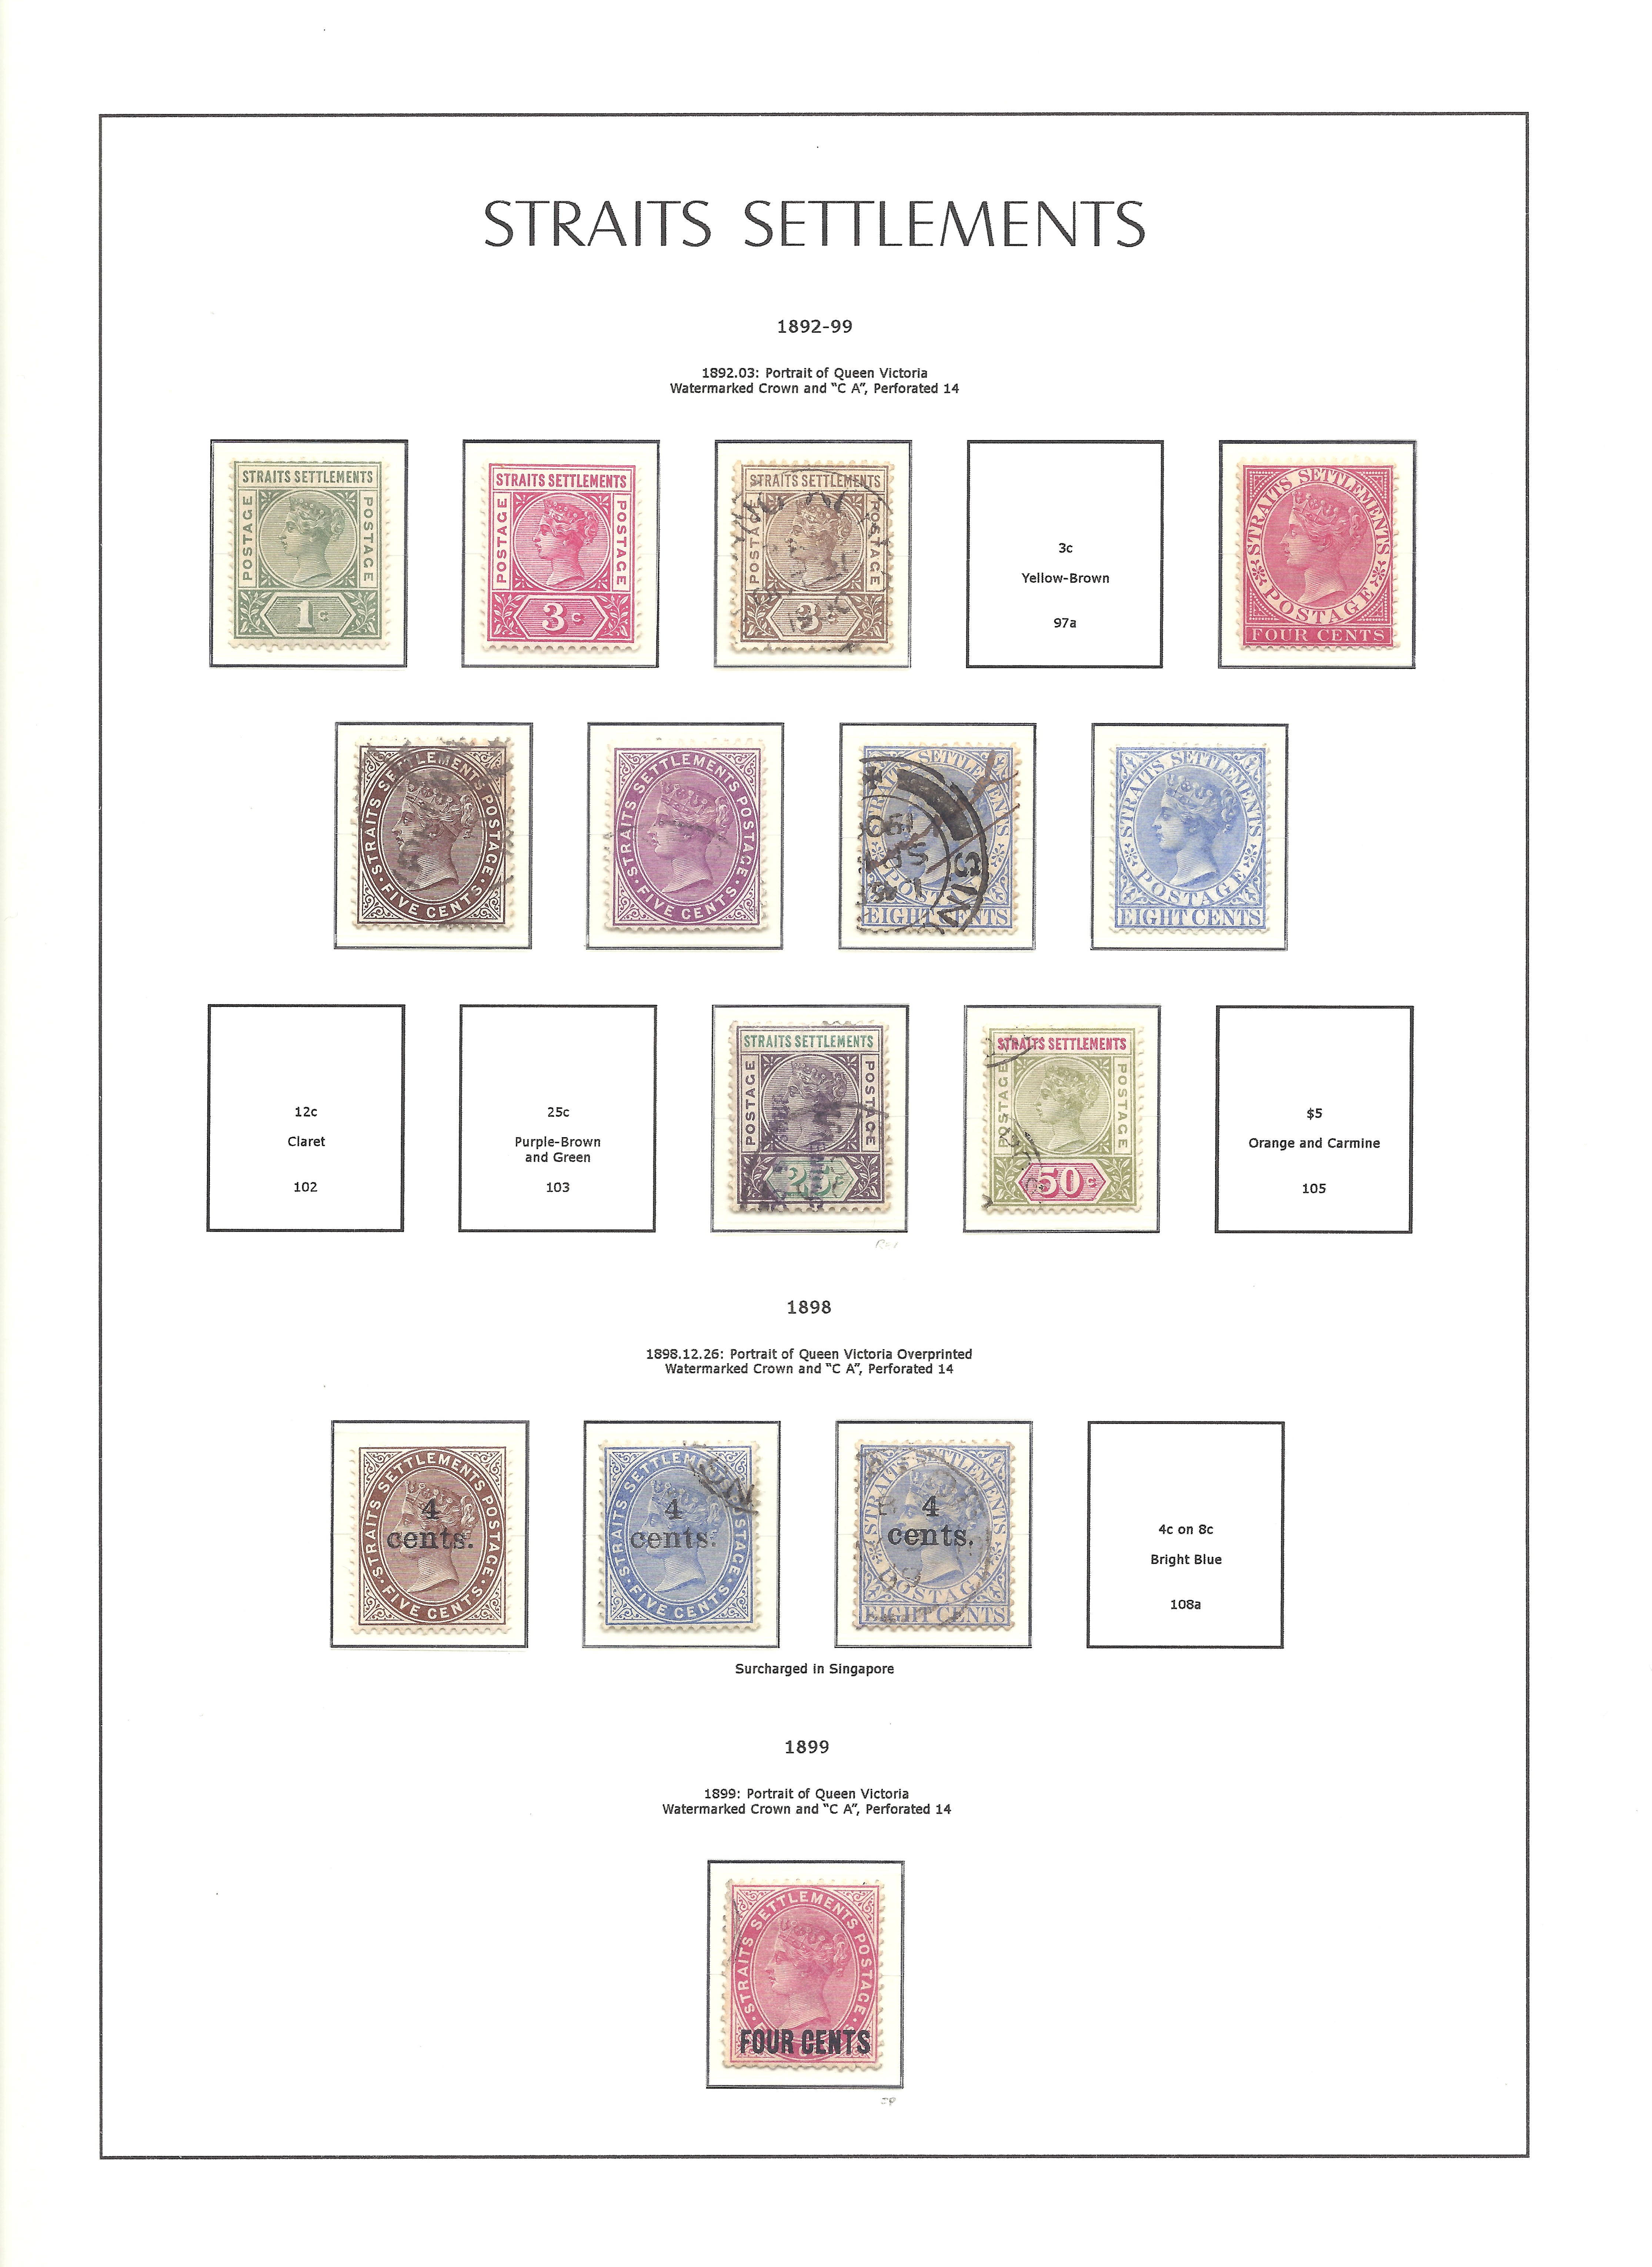 STRAITS SETTLEMENTS
1892-99
1892.03: Portrait of Queen Victoria
Watermarked Crown and "C A", Perforated 14
STRAITS SETTLEMENTS
POSTAGE
POSTAGE
1c
STRAITS SETTLEMENTS
POSTAGE
POSTAGE
3c
STRAITS SETTLEMENTS
POSTAGE
POSTAGE
3c
3c
Yellow-Brown
97a
STRAITS SETTLEMENTS
POSTAGE
FOUR CENTS
STRAITS SETTLEMENTS POSTAGE
FIVE CENTS
STRAITS SETTLEMENTS POSTAGE
FIVE CENTS
STRAITS SETTLEMENTS
POSTAGE
EIGHT CENTS
STRAITS SETTLEMENTS
POSTAGE
EIGHT CENTS
12c
Claret
102
25c
Purple-Brown
and Green
103
STRAITS SETTLEMENTS
POSTAGE
POSTAGE
25c
STRAITS SETTLEMENTS
POSTAGE
POSTAGE
50c
$5
Orange and Carmine
105
1898
1898.12.26: Portrait of Queen Victoria Overprinted
Watermarked Crown and "C A", Perforated 14
STRAITS SETTLEMENTS POSTAGE
4
cents.
FIVE CENTS
STRAITS SETTLEMENTS POSTAGE
4
cents.
FIVE CENTS
STRAITS SETTLEMENTS
4
cents.
POSTAGE
EIGHT CENTS
4c on 8c
Bright Blue
108a
Surcharged in Singapore
1899
1899: Portrait of Queen Victoria
Watermarked Crown and "C A", Perforated 14
STRAITS SETTLEMENTS POSTAGE
FOUR CENTS